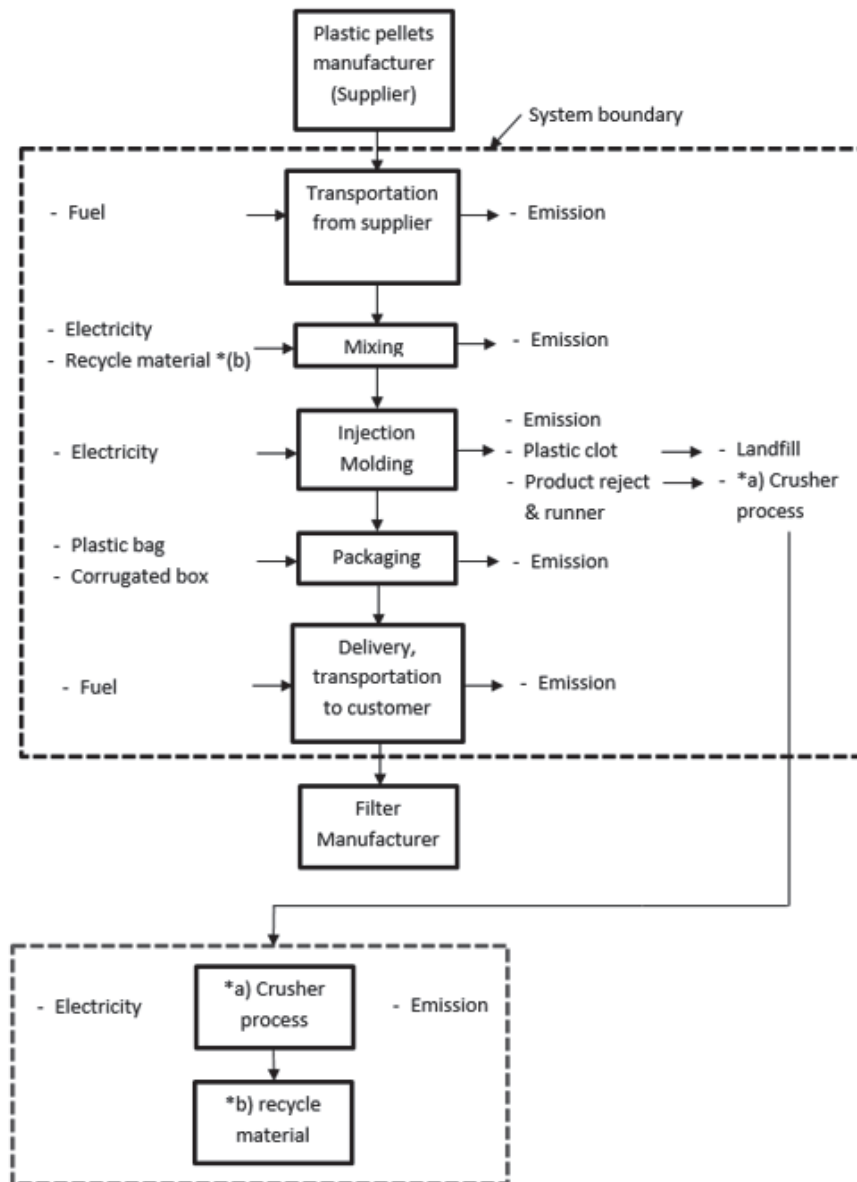 Plastic pellets
manufacturer
(Supplier)
System boundary
Transportation
from supplier
- Fuel
- Emission
- Electricity
- Recycle material *(b)
Mixing
- Emission
- Electricity
Injection
Molding
- Emission
- Plastic clot
- Product reject
& runner
- Landfill
- *a) Crusher
process
- Plastic bag
- Corrugated box
Packaging
- Emission
- Fuel
Delivery,
transportation
to customer
- Emission
Filter
Manufacturer
- Electricity
*a) Crusher
process
- Emission
*b) recycle
material